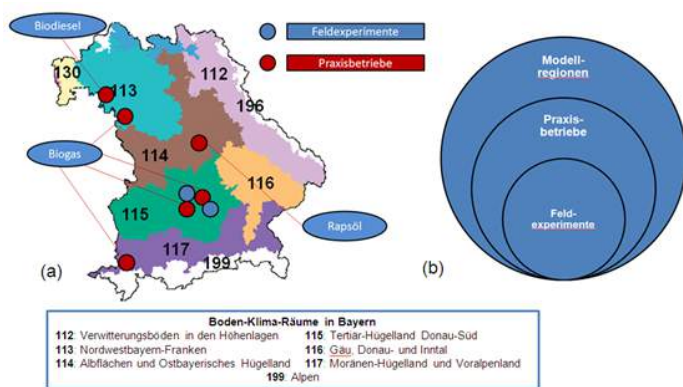 Biodiesel
Feldexperimente
Praxisbetriebe
130
113
112
196
Biogas
114
116
115
Rapsöl
117
199
(a)
Modell-
regionen
Praxis-
betriebe
Feld-
experimente
(b)
Boden-Klima-Räume in Bayern
112: Verwitterungsböden in den Höhenlagen 115: Tertiär-Hügelland Donau-Süd
113: Nordwestbayern-Franken 116: Gäu, Donau- und Inntal
114: Albflächen und Ostbayerisches Hügelland 117 Moränen-Hügelland und Voralpenland
199: Alpen